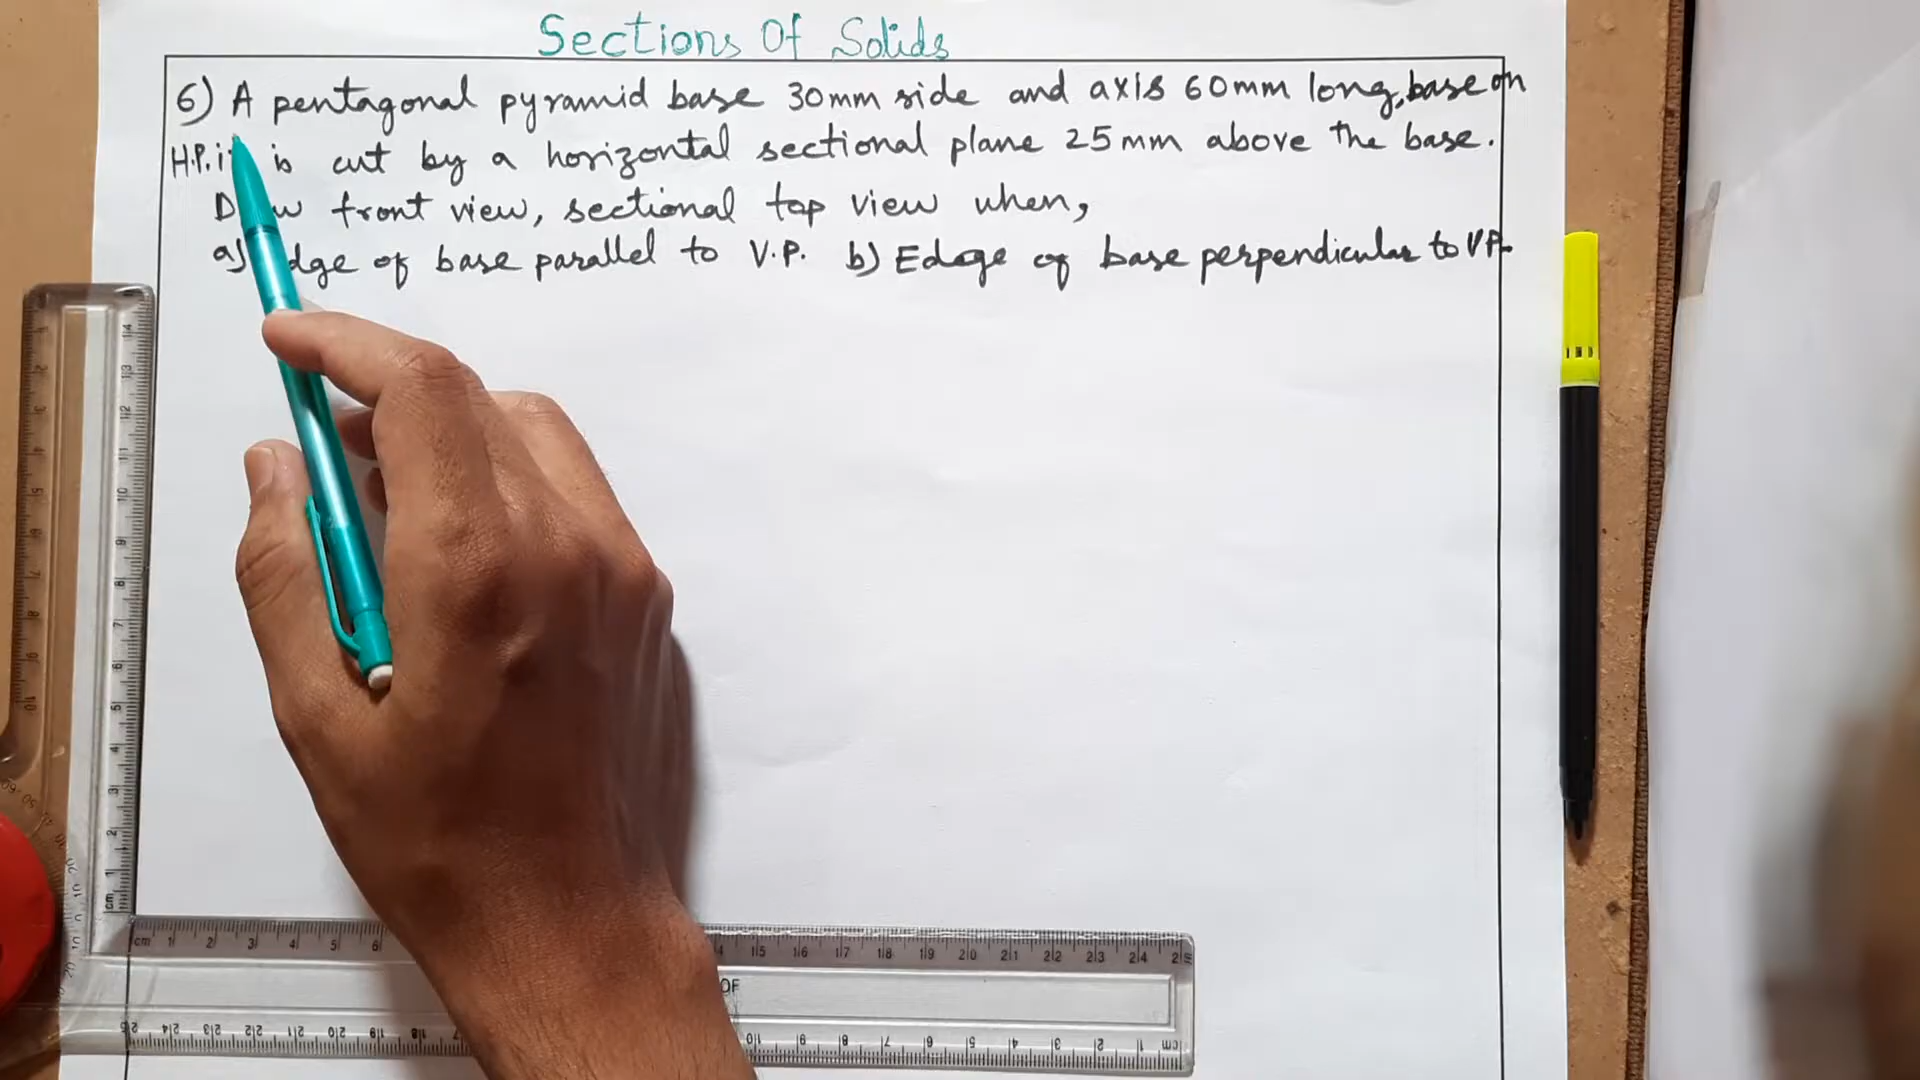 Sections Of Solids
6) A pentagonal pyramid base 30mm side and axis 60mm long, base on
H.P. it is cut by a horizontal sectional plane 25mm above the base.
front view, sectional top view when,
a) of base parallel to V.P. b) Edge of base perpendicular to V.P.